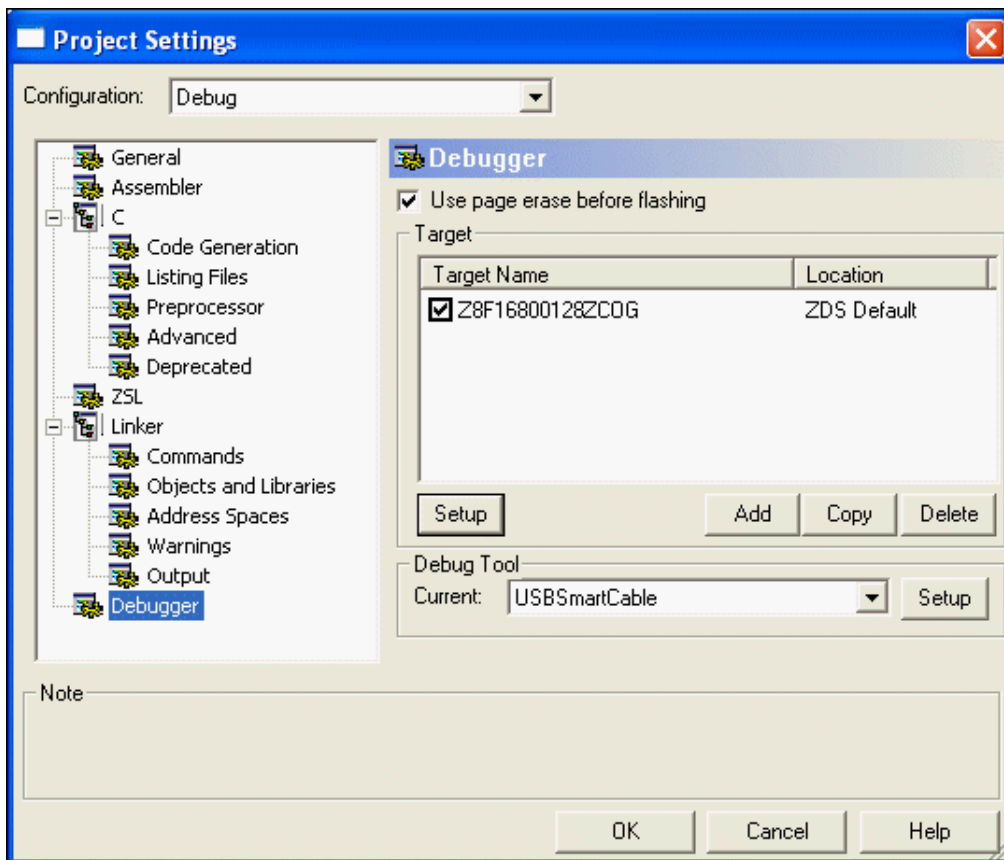 Project Settings
Configuration: Debug
General
Assembler
C
Code Generation
Listing Files
Preprocessor
Advanced
Deprecated
ZSL
Linker
Commands
Objects and Libraries
Address Spaces
Warnings
Output
Debugger
Debugger
Use page erase before flashing
Target
Target Name Location
Z8F16800128ZCOG ZDS Default
Setup Add Copy Delete
Debug Tool
Current: USBSmartCable Setup
Note
OK Cancel Help